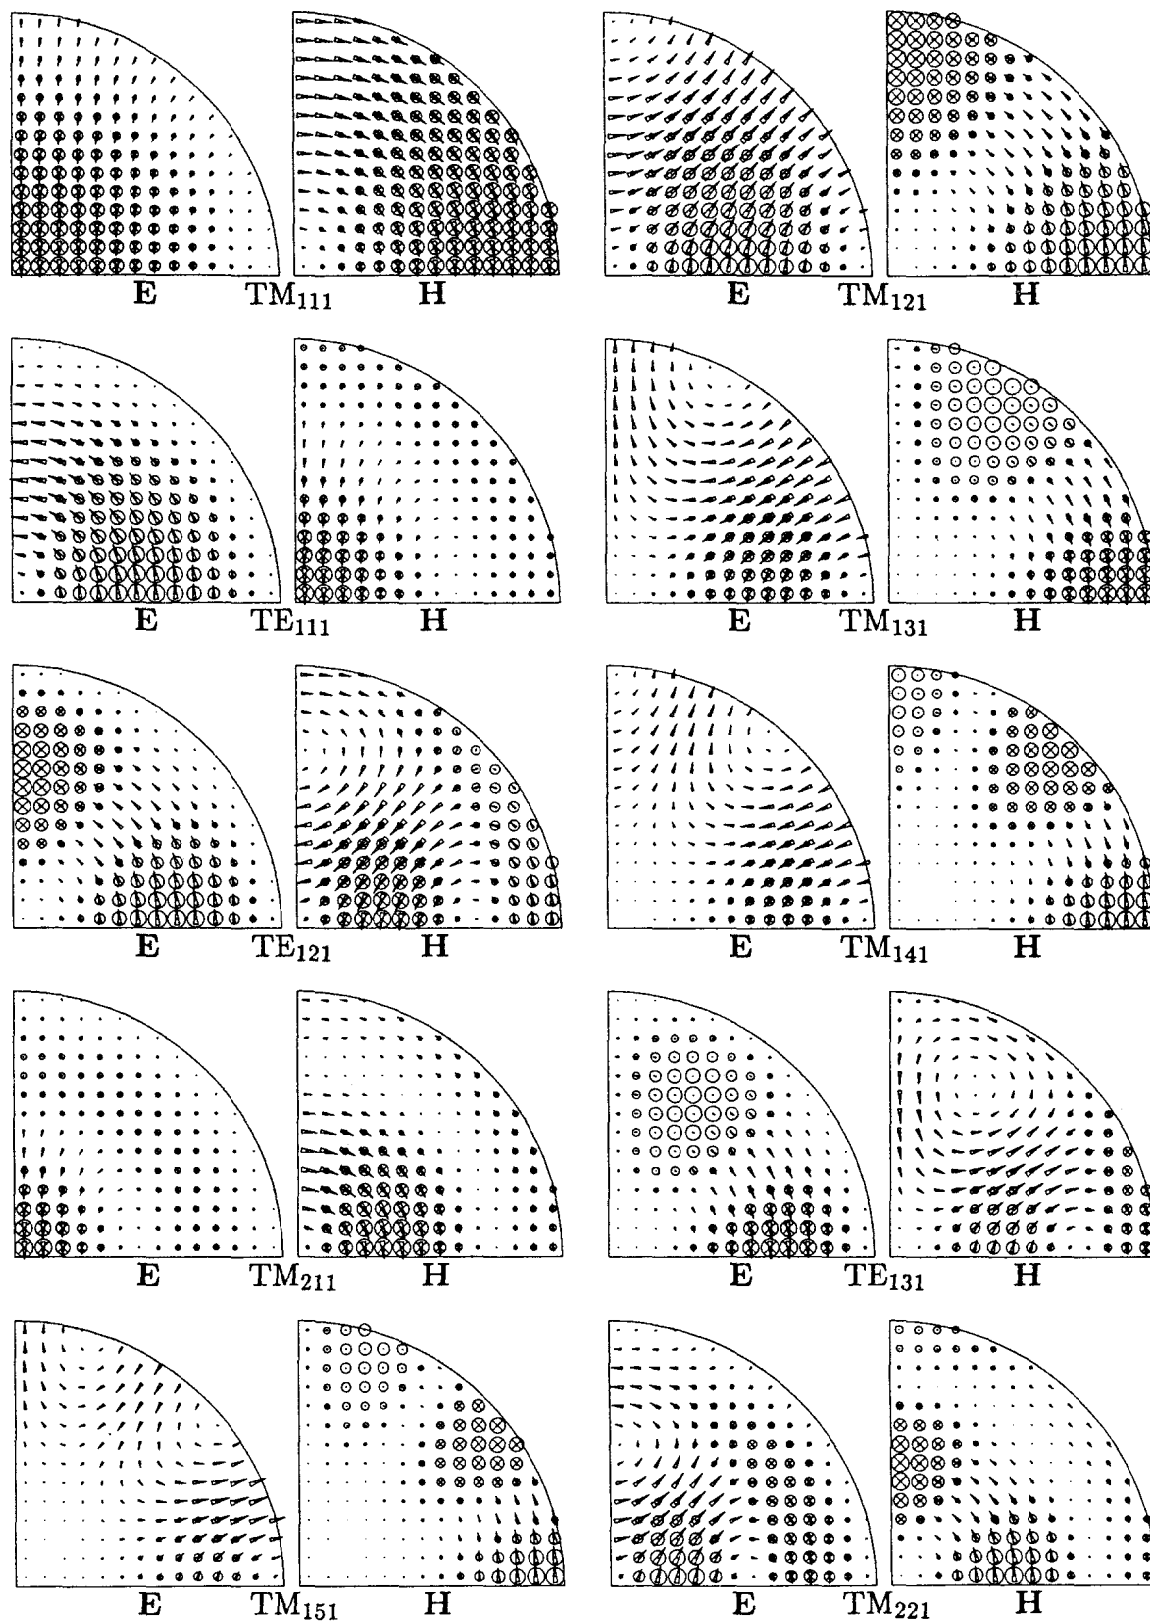 E TM₁₁₁ H E TM₁₂₁ H
E TE₁₁₁ H E TM₁₃₁ H
E TE₁₂₁ H E TM₁₄₁ H
E TM₂₁₁ H E TE₁₃₁ H
E TM₁₅₁ H E TM₂₂₁ H